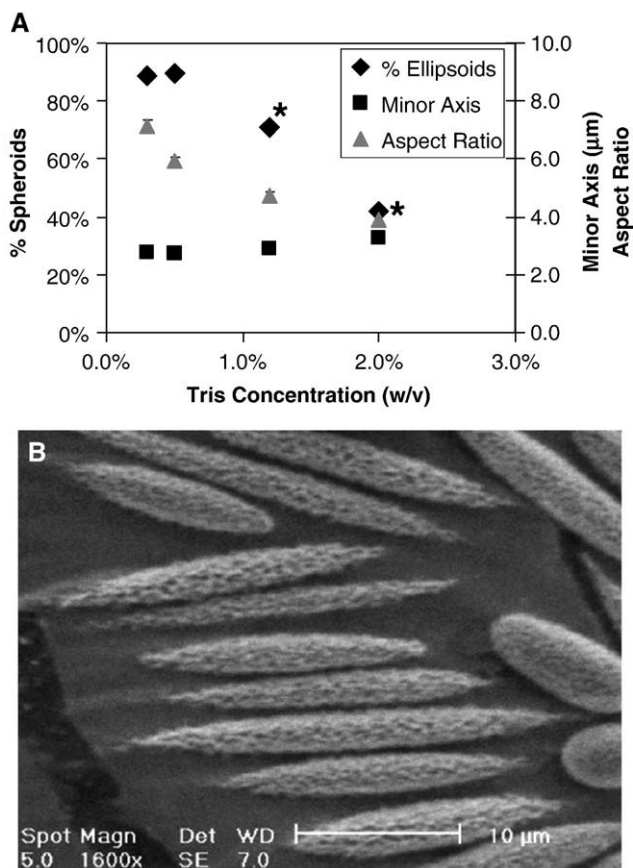 A
100%
80%
60%
40%
20%
0%
% Spheroids
10.0
8.0
6.0
4.0
2.0
0.0
Minor Axis (µm)
Aspect Ratio
% Ellipsoids
Minor Axis
Aspect Ratio
*
*
0.0% 1.0% 2.0% 3.0%
Tris Concentration (w/v)
B
Spot Magn Det WD
5.0 1600x SE 7.0
10 µm